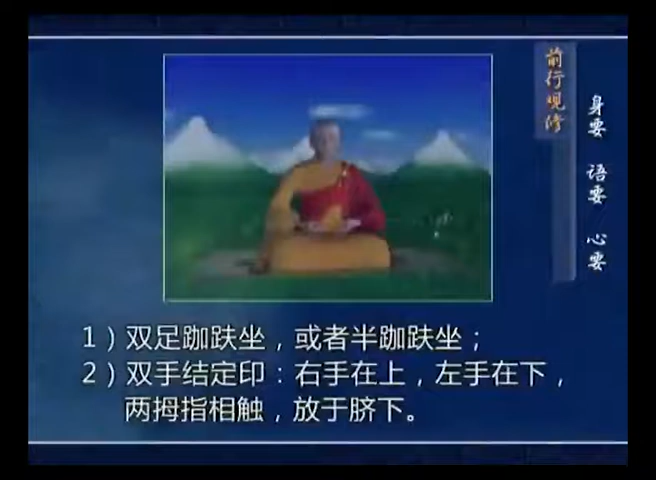 前行观修
身要 语要 心要
1）双足跏趺坐，或者半跏趺坐；
2）双手结定印：右手在上，左手在下，
两拇指相触，放于脐下。